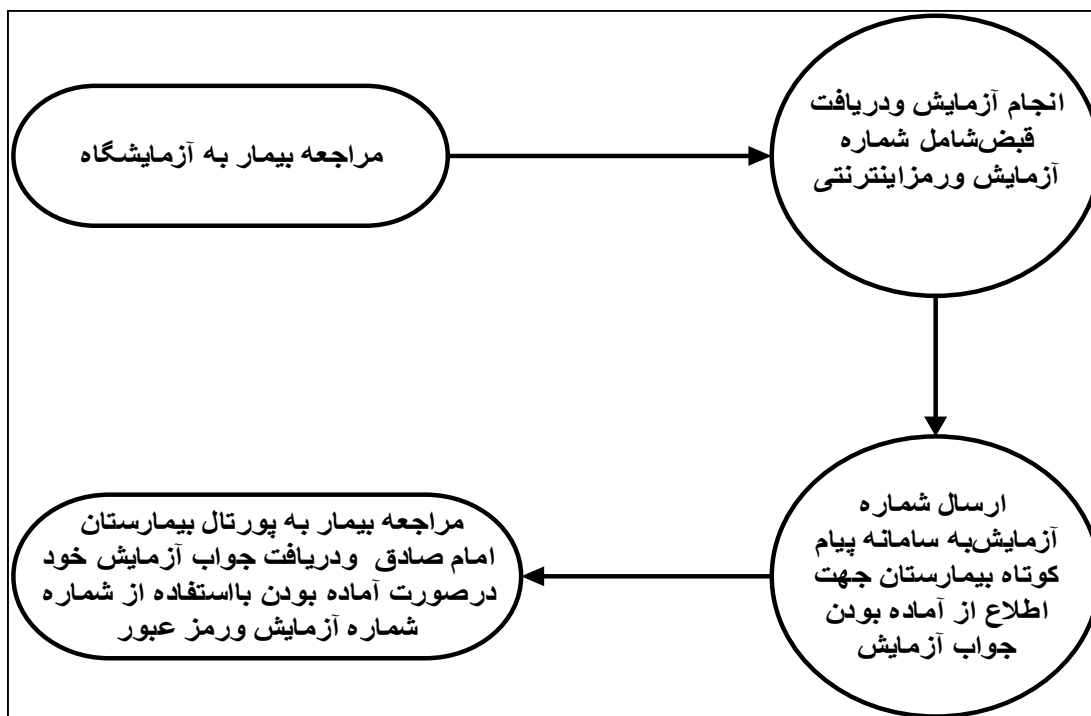 مراجعه بیمار به آزمایشگاه
انجام آزمایش ودریافت
قبض‌شامل شماره
آزمایش ورمزاینترنتی
ارسال شماره
آزمایش‌به سامانه پیام
کوتاه بیمارستان جهت
اطلاع از آماده بودن
جواب آزمایش
مراجعه بیمار به پورتال بیمارستان
امام صادق ودریافت جواب آزمایش خود
درصورت آماده بودن بااستفاده از شماره
شماره آزمایش ورمز عبور